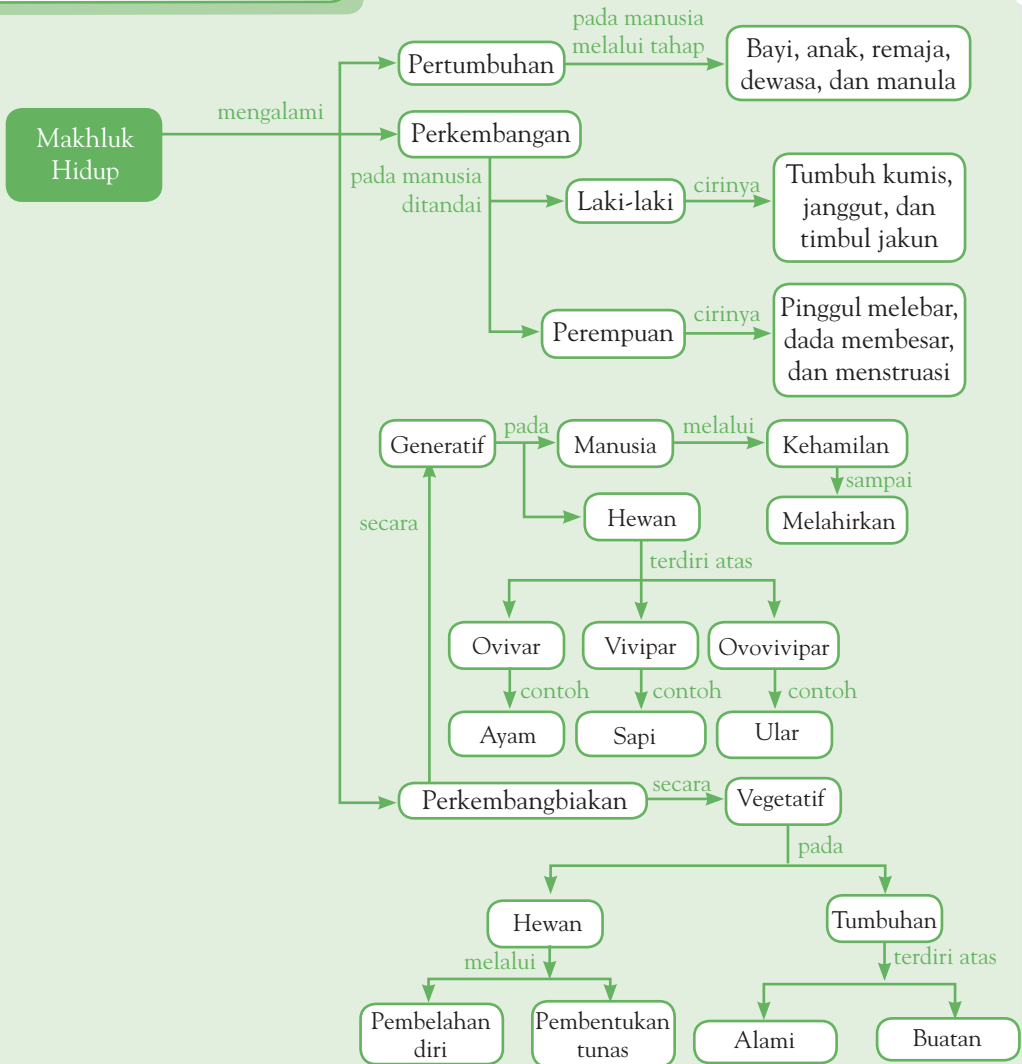 Makhluk
Hidup
mengalami
Pertumbuhan
pada manusia
melalui tahap
Bayi, anak, remaja,
dewasa, dan manula
Perkembangan
pada manusia
ditandai
Laki-laki
cirinya
Tumbuh kumis,
janggut, dan
timbul jakun
Perempuan
cirinya
Pinggul melebar,
dada membesar,
dan menstruasi
Generatif
pada
Manusia
melalui
Kehamilan
sampai
Melahirkan
secara
Hewan
terdiri atas
Ovivar
Vivipar
Ovovivipar
contoh
contoh
contoh
Ayam
Sapi
Ular
Perkembangbiakan
secara
Vegetatif
pada
Hewan
Tumbuhan
melalui
terdiri atas
Pembelahan
diri
Pembentukan
tunas
Alami
Buatan